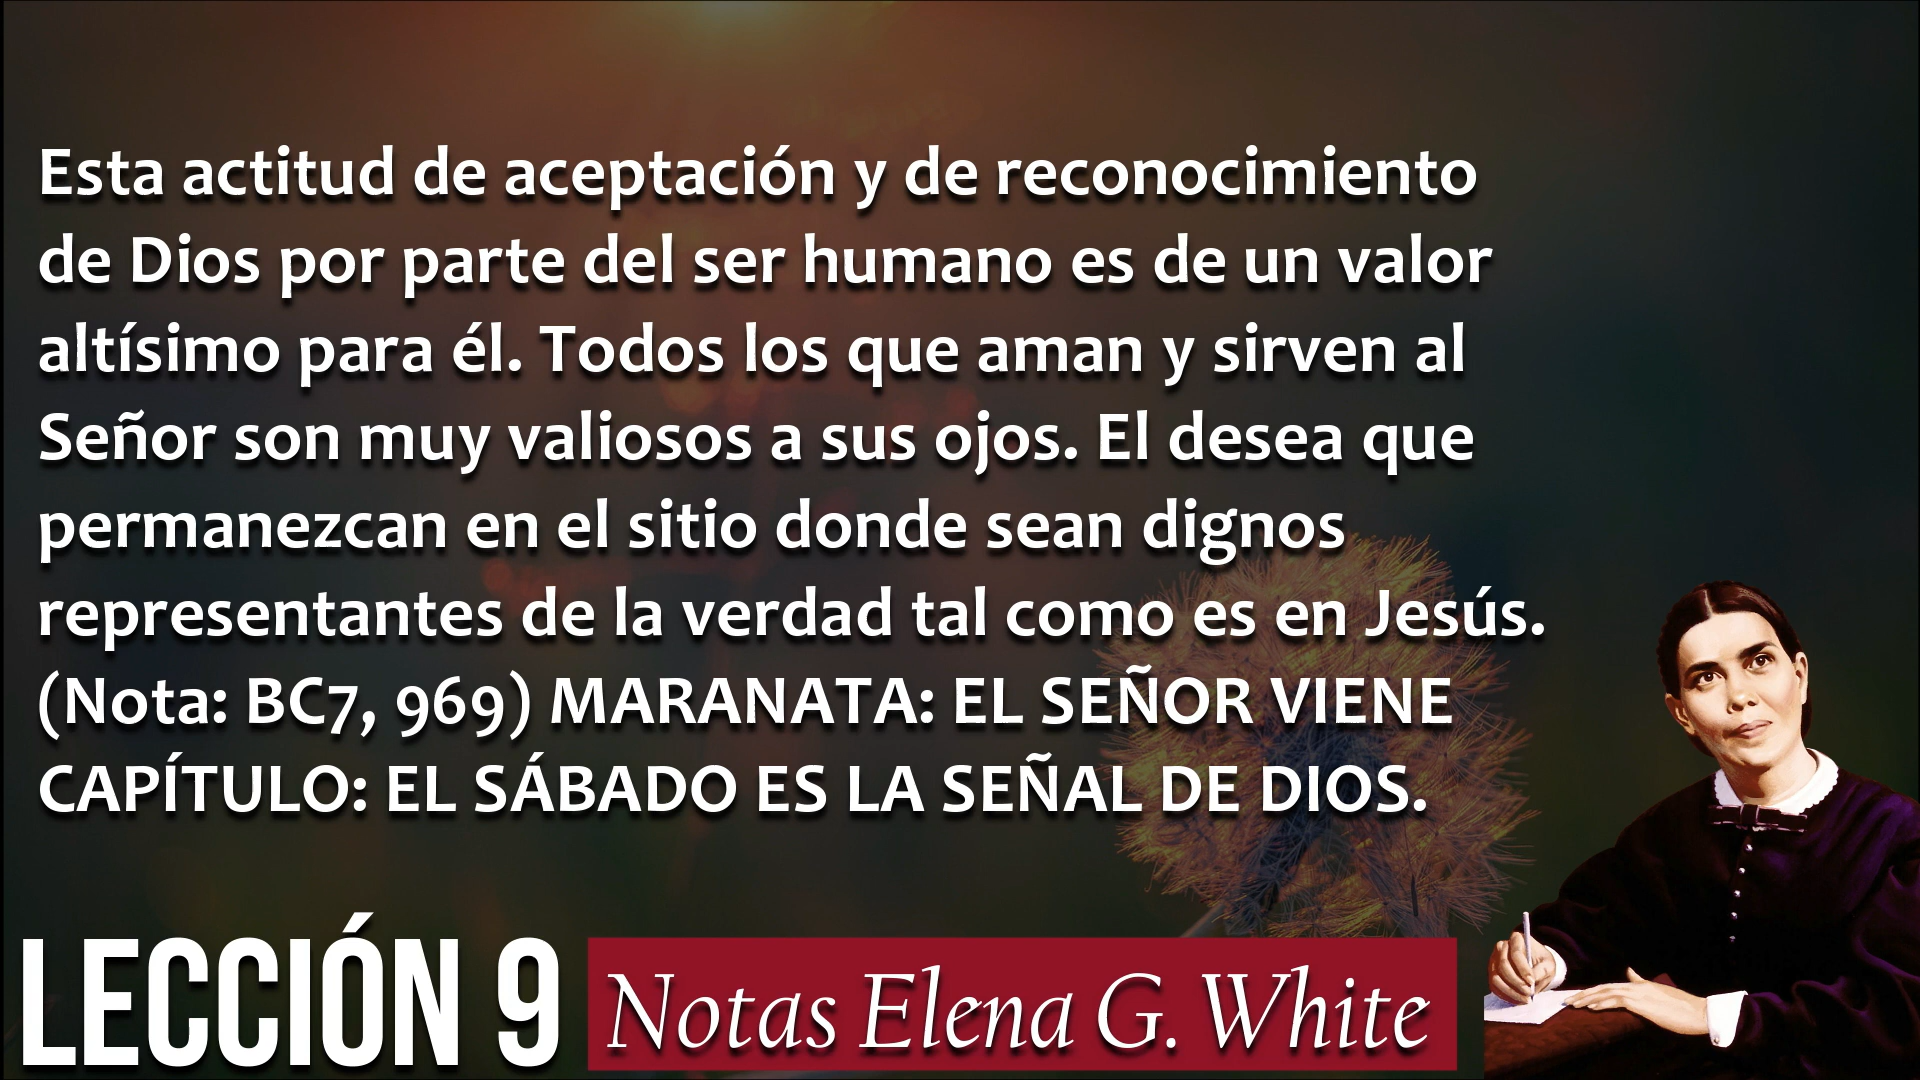 Esta actitud de aceptación y de reconocimiento
de Dios por parte del ser humano es de un valor
altísimo para él. Todos los que aman y sirven al
Señor son muy valiosos a sus ojos. El desea que
permanezcan en el sitio donde sean dignos
representantes de la verdad tal como es en Jesús.
(Nota: BC7, 969) MARANATA: EL SEÑOR VIENE
CAPÍTULO: EL SÁBADO ES LA SEÑAL DE DIOS.
LECCIÓN 9 Notas Elena G. White